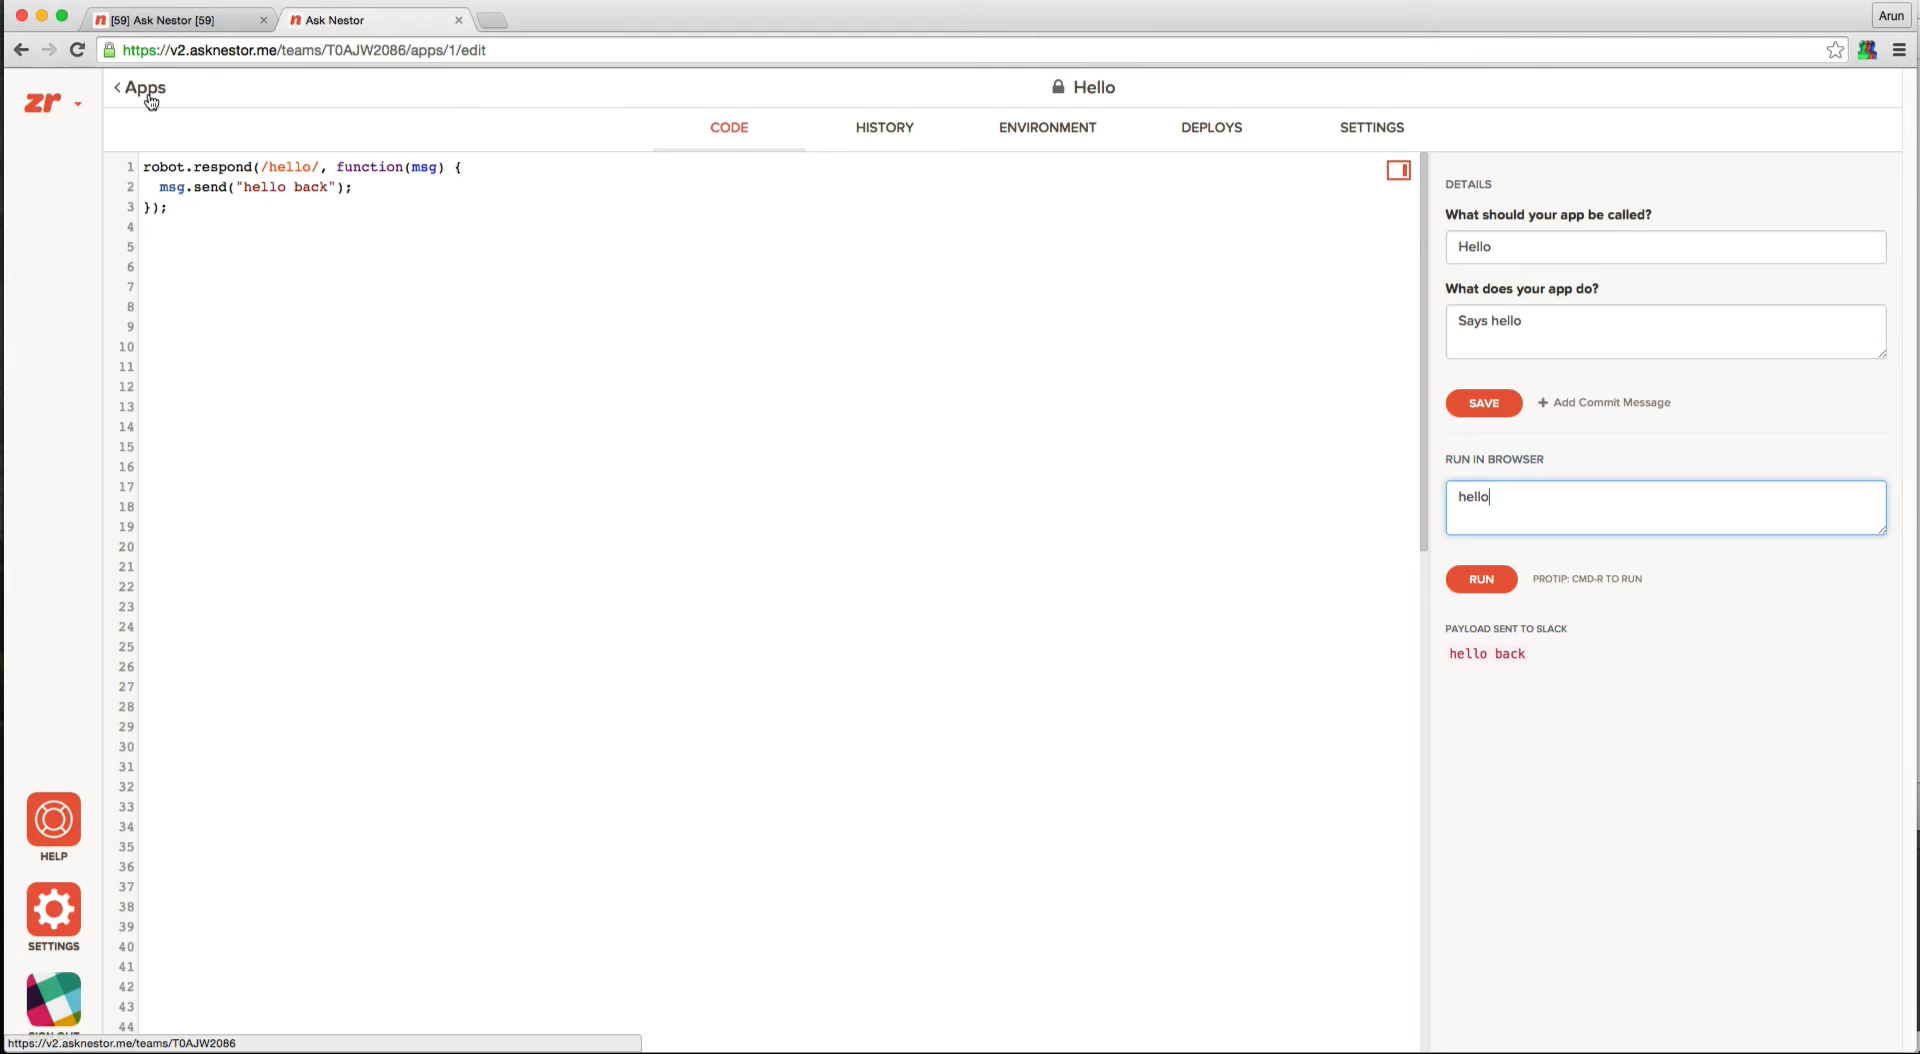 [59] Ask Nestor [59]
Ask Nestor
Arun
https://v2.asknestor.me/teams/T0AJW2086/apps/1/edit
zr
Apps
Hello
CODE
HISTORY
ENVIRONMENT
DEPLOYS
SETTINGS
1 robot.respond(/hello/, function(msg) {
2 msg.send("hello back");
3 });
4
5
6
7
8
9
10
11
12
13
14
15
16
17
18
19
20
21
22
23
24
25
26
27
28
29
30
31
32
33
34
35
36
37
38
39
40
41
42
43
44
DETAILS
What should your app be called?
Hello
What does your app do?
Says hello
SAVE
+ Add Commit Message
RUN IN BROWSER
hello
RUN
PROTIP: CMD-R TO RUN
PAYLOAD SENT TO SLACK
hello back
HELP
SETTINGS
SIGN OUT
https://v2.asknestor.me/teams/T0AJW2086